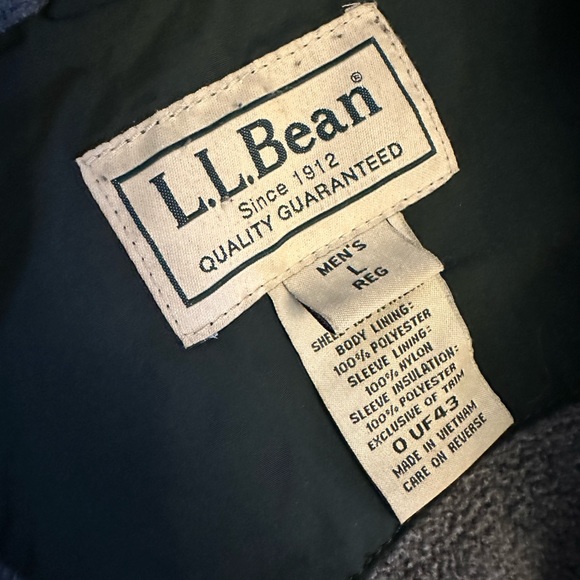 L.L.Bean®
Since 1912
QUALITY GUARANTEED
MEN'S
L
REG
BODY LINING:
100% POLYESTER
SLEEVE LINING:
100% NYLON
SLEEVE INSULATION:
100% POLYESTER
EXCLUSIVE OF TRIM
0 UF43
MADE IN VIETNAM
CARE ON REVERSE